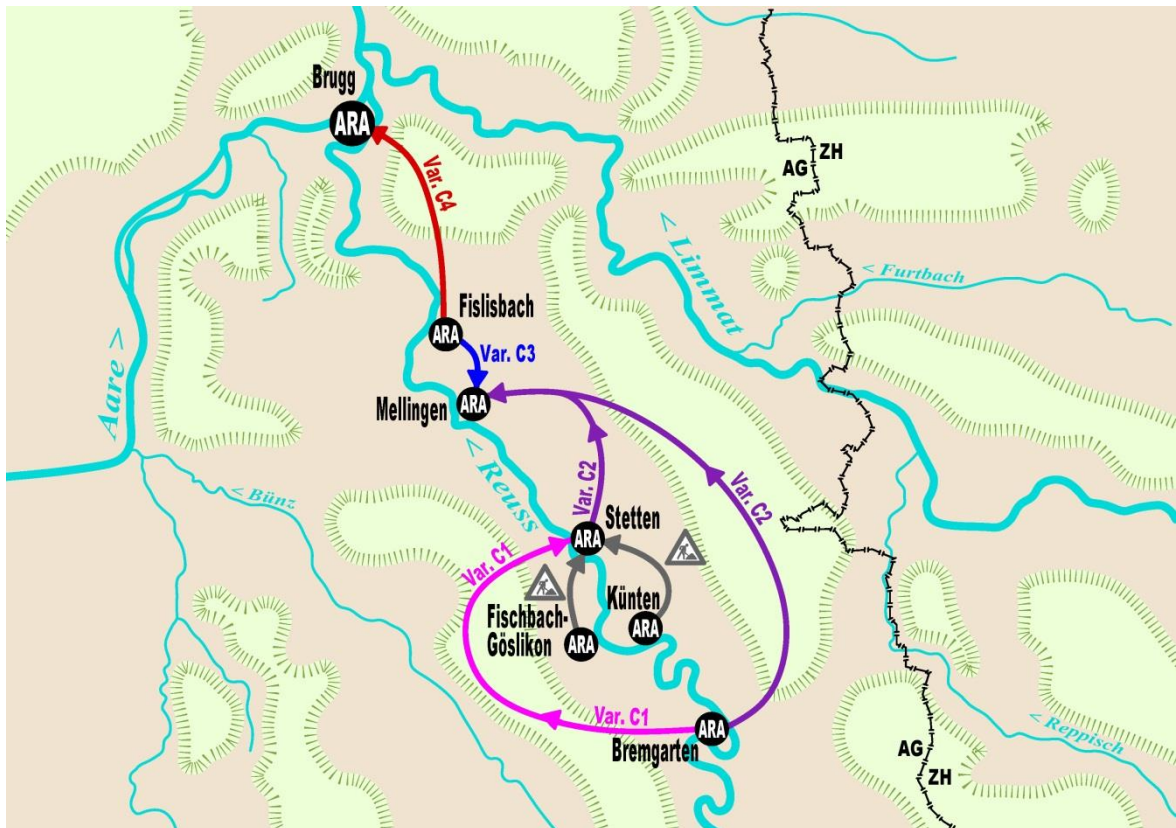 Brugg
ARA
Var. C4
ZH
AG
< Limmat
< Furtbach
Fislisbach
ARA
Var. C3
Aare >
Mellingen
ARA
< Reuss
Var. C2
Var. C2
< Bünz
Stetten
ARA
Var. C1
Künten
ARA
Fischbach-
Göslikon
ARA
Var. C1
ARA
Bremgarten
< Reppisch
AG
ZH